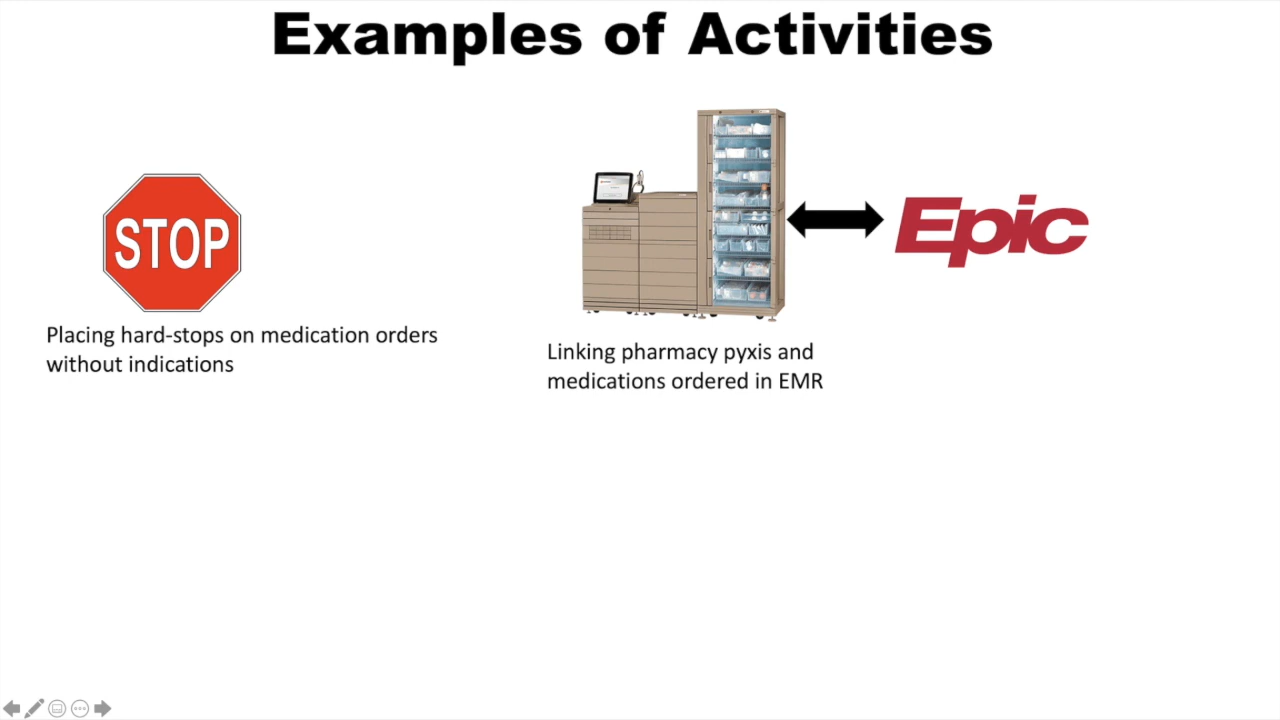 Examples of Activities
STOP
Epic
Placing hard-stops on medication orders
without indications
Linking pharmacy pyxis and
medications ordered in EMR